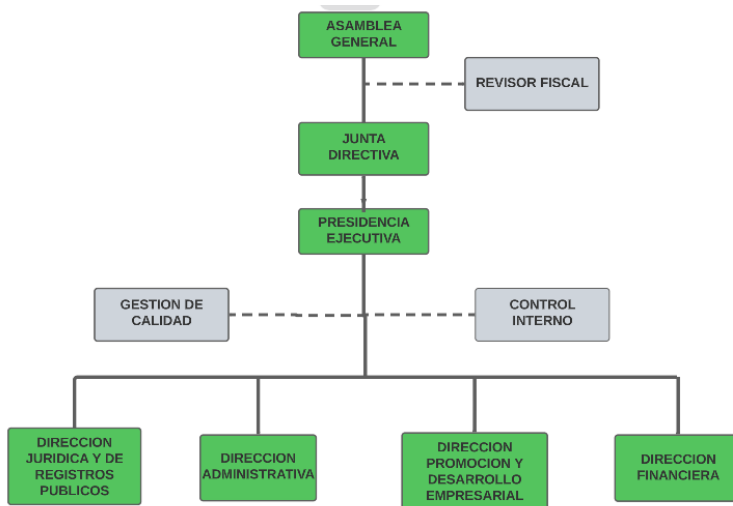 ASAMBLEA
GENERAL
REVISOR FISCAL
JUNTA
DIRECTIVA
PRESIDENCIA
EJECUTIVA
GESTION DE
CALIDAD
CONTROL
INTERNO
DIRECCION
JURIDICA Y DE
REGISTROS
PUBLICOS
DIRECCION
ADMINISTRATIVA
DIRECCION
PROMOCION Y
DESARROLLO
EMPRESARIAL
DIRECCION
FINANCIERA